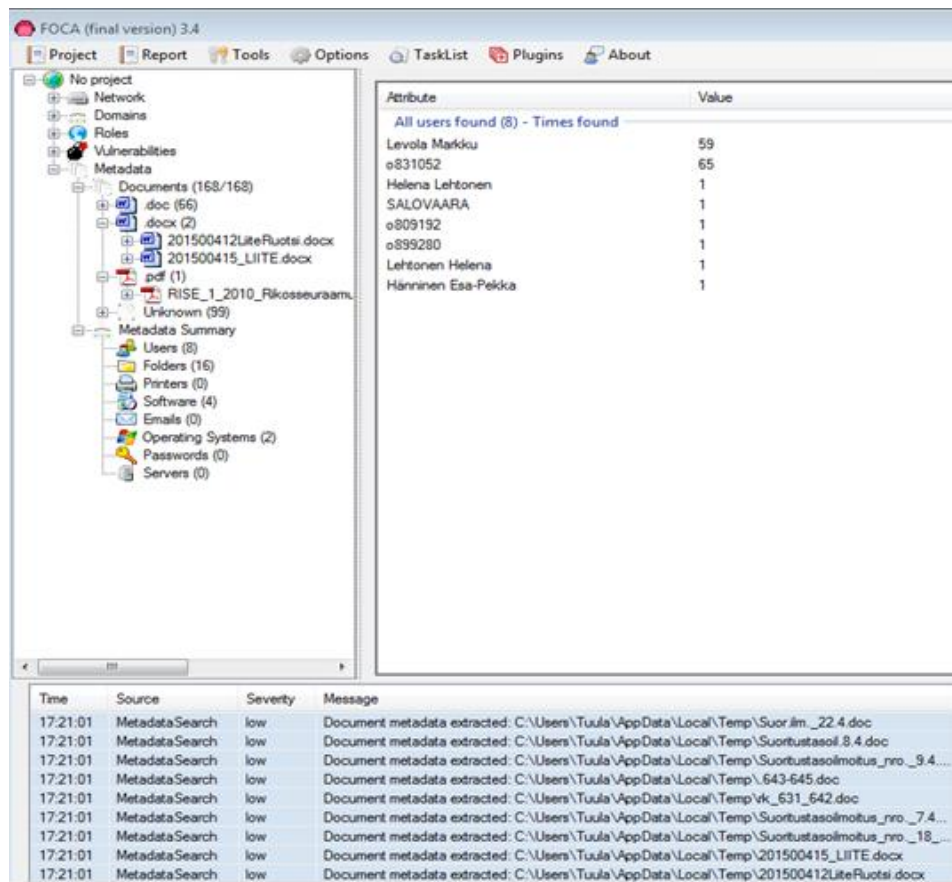 FOCA (final version) 3.4
Project Report Tools Options TaskList Plugins About
No project
Network
Domains
Roles
Vulnerabilities
Metadata
Documents (168/168)
.doc (66)
.docx (2)
201500412LiiteRuotsi.docx
201500415_LIITE.docx
.pdf (1)
RISE_1_2010_Rikosseuraamu
Unknown (99)
Metadata Summary
Users (8)
Folders (16)
Printers (0)
Software (4)
Emails (0)
Operating Systems (2)
Passwords (0)
Servers (0)
Attribute Value
All users found (8) - Times found
Levola Markku 59
o831052 65
Helena Lehtonen 1
SALOVAARA 1
o809192 1
o899280 1
Lehtonen Helena 1
Hänninen Esa-Pekka 1
Time Source Severity Message
17:21:01 MetadataSearch low Document metadata extracted: C:\Users\Tuula\AppData\Local\Temp\Suor.ilm._22.4.doc
17:21:01 MetadataSearch low Document metadata extracted: C:\Users\Tuula\AppData\Local\Temp\Suoritustasoil.8.4.doc
17:21:01 MetadataSearch low Document metadata extracted: C:\Users\Tuula\AppData\Local\Temp\Suoritustasoilmoitus_nro._9.4....
17:21:01 MetadataSearch low Document metadata extracted: C:\Users\Tuula\AppData\Local\Temp\.643-645.doc
17:21:01 MetadataSearch low Document metadata extracted: C:\Users\Tuula\AppData\Local\Temp\vk_631_642.doc
17:21:01 MetadataSearch low Document metadata extracted: C:\Users\Tuula\AppData\Local\Temp\Suoritustasoilmoitus_nro._7.4...
17:21:01 MetadataSearch low Document metadata extracted: C:\Users\Tuula\AppData\Local\Temp\Suoritustasoilmoitus_nro._18_...
17:21:01 MetadataSearch low Document metadata extracted: C:\Users\Tuula\AppData\Local\Temp\201500415_LIITE.docx
17:21:01 MetadataSearch low Document metadata extracted: C:\Users\Tuula\AppData\Local\Temp\201500412LiiteRuotsi.docx